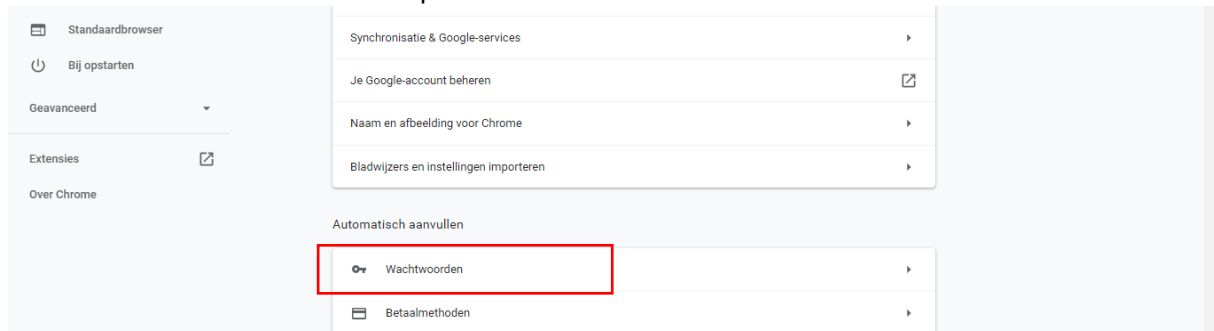 Standaardbrowser
Bij opstarten
Geavanceerd
Extensies
Over Chrome
Synchronisatie & Google-services
Je Google-account beheren
Naam en afbeelding voor Chrome
Bladwijzers en instellingen importeren
Automatisch aanvullen
Wachtwoorden
Betaalmethoden